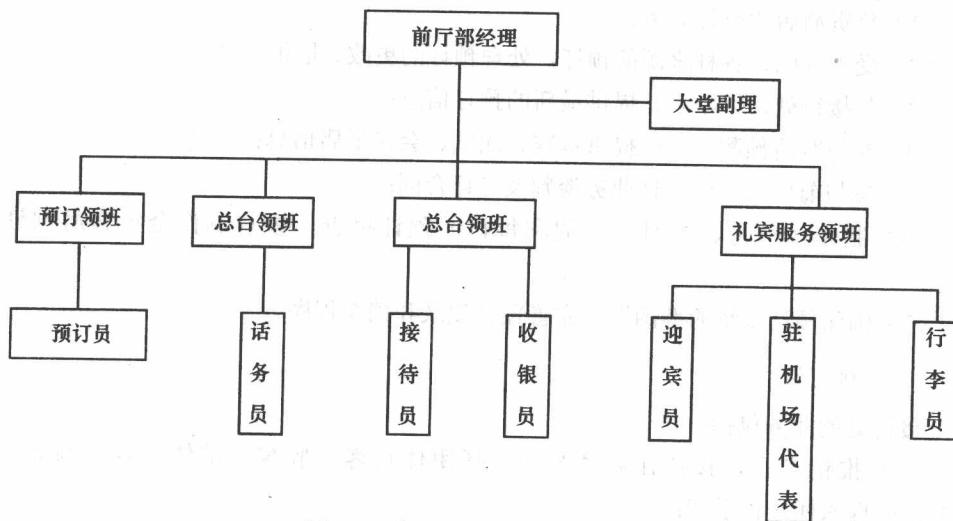 前厅部经理
大堂副理
预订领班
总台领班
总台领班
礼宾服务领班
预订员
话务员
接待员
收银员
迎宾员
驻机场代表
行李员